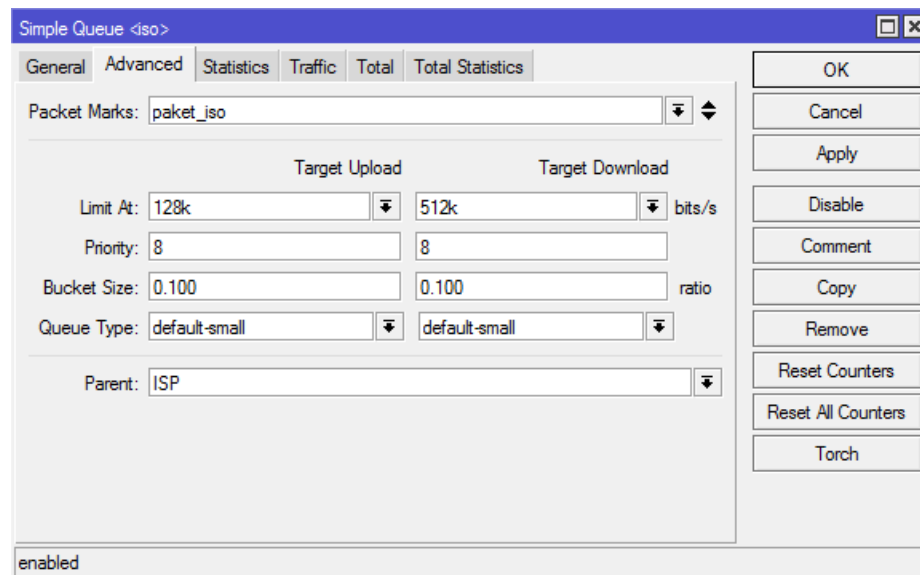 Simple Queue <iso>
General Advanced Statistics Traffic Total Total Statistics
Packet Marks: paket_iso
Target Upload Target Download
Limit At: 128k 512k bits/s
Priority: 8 8
Bucket Size: 0.100 0.100 ratio
Queue Type: default-small default-small
Parent: ISP
OK
Cancel
Apply
Disable
Comment
Copy
Remove
Reset Counters
Reset All Counters
Torch
enabled